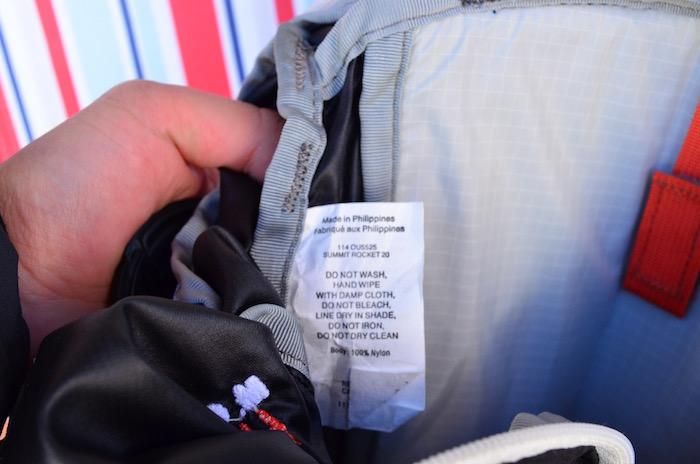 Made in Philippines
Fabriqué aux Philippines
114 OU5525
SUMMIT ROCKET 20
DO NOT WASH,
HAND WIPE
WITH DAMP CLOTH,
DO NOT BLEACH,
LINE DRY IN SHADE,
DO NOT IRON,
DO NOT DRY CLEAN
Body: 100% Nylon